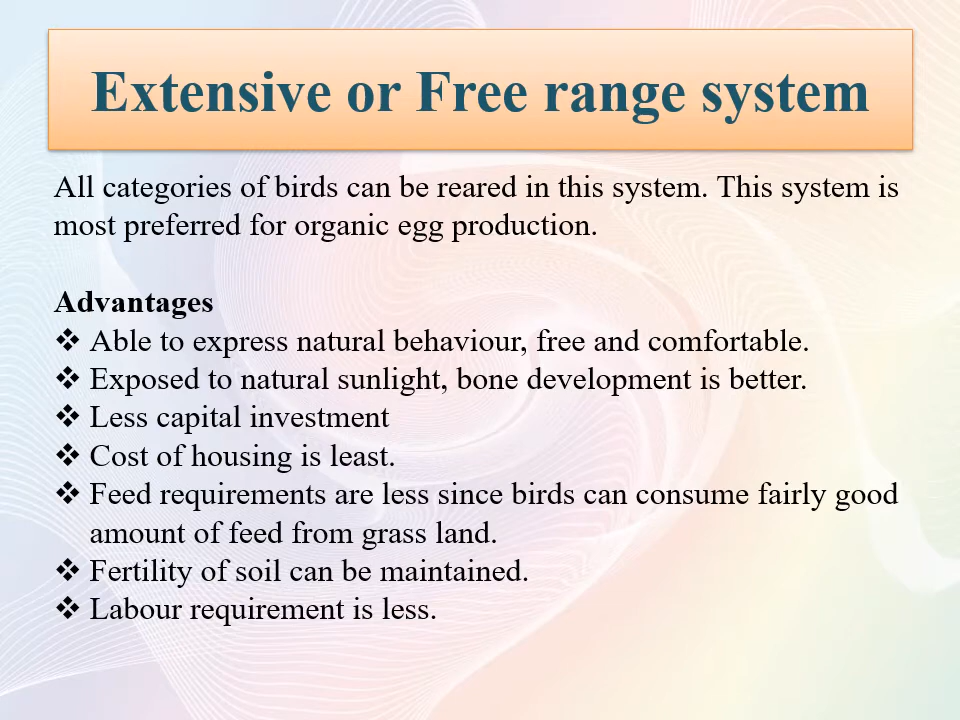 Extensive or Free range system
All categories of birds can be reared in this system. This system is
most preferred for organic egg production.
Advantages
❖ Able to express natural behaviour, free and comfortable.
❖ Exposed to natural sunlight, bone development is better.
❖ Less capital investment
❖ Cost of housing is least.
❖ Feed requirements are less since birds can consume fairly good
amount of feed from grass land.
❖ Fertility of soil can be maintained.
❖ Labour requirement is less.